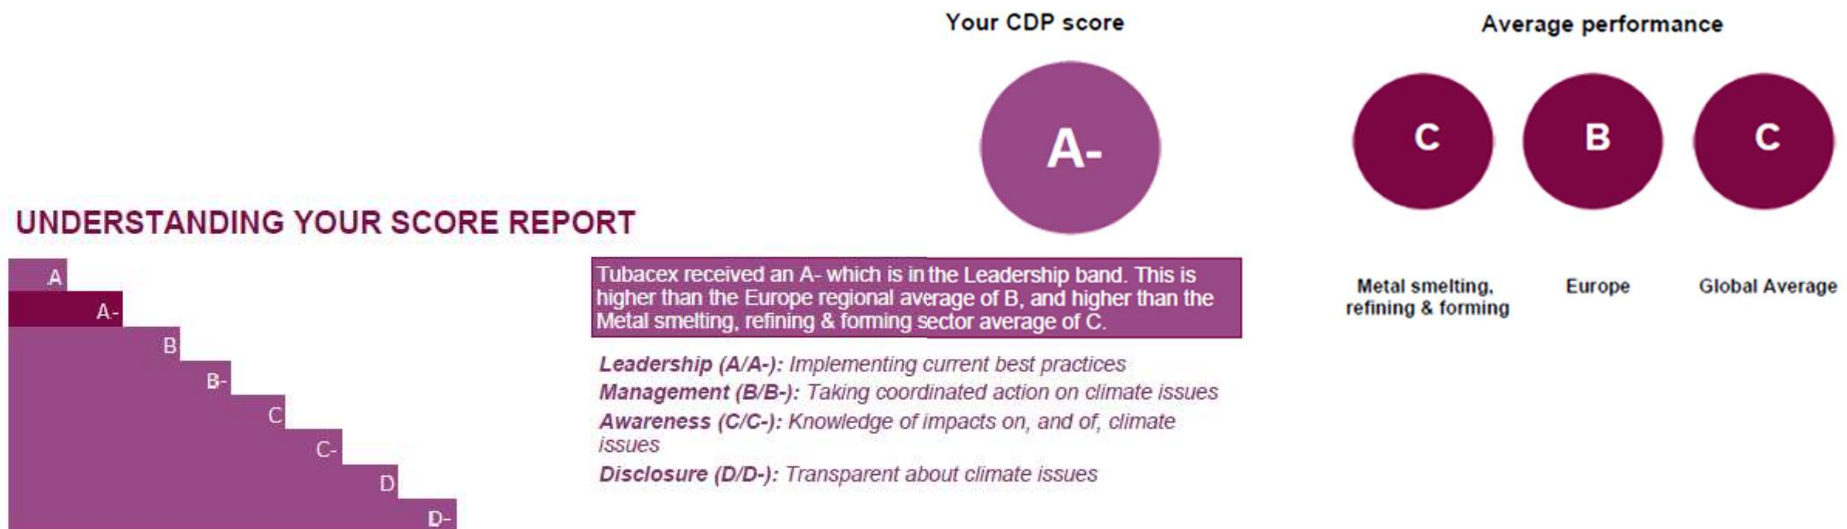 Your CDP score
Average performance
A-
C
B
C
Metal smelting,
refining & forming
Europe
Global Average
UNDERSTANDING YOUR SCORE REPORT
A
A-
B
B-
C
C-
D
D-
Tubacex received an A- which is in the Leadership band. This is
higher than the Europe regional average of B, and higher than the
Metal smelting, refining & forming sector average of C.
Leadership (A/A-): Implementing current best practices
Management (B/B-): Taking coordinated action on climate issues
Awareness (C/C-): Knowledge of impacts on, and of, climate
issues
Disclosure (D/D-): Transparent about climate issues